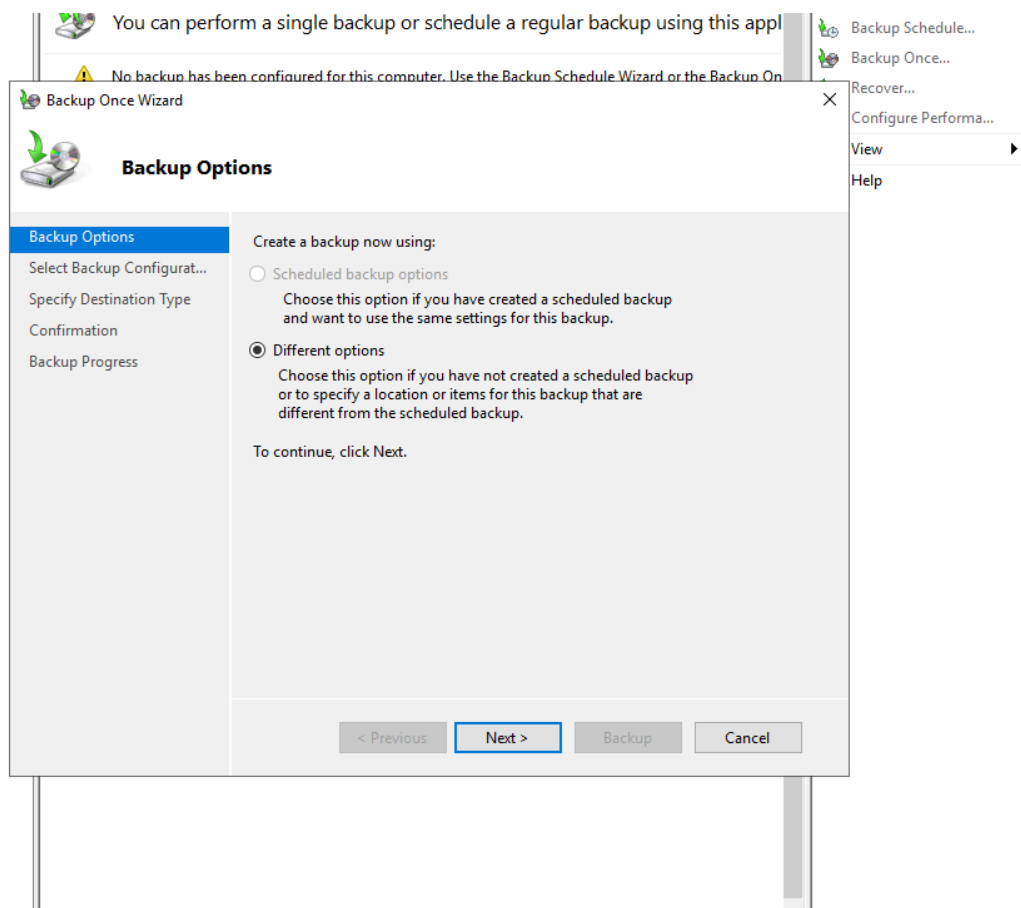 You can perform a single backup or schedule a regular backup using this appl
No backup has been configured for this computer. Use the Backup Schedule Wizard or the Backup On
Backup Schedule...
Backup Once...
Recover...
Configure Performa...
View
Help
Backup Once Wizard
Backup Options
Backup Options
Select Backup Configurat...
Specify Destination Type
Confirmation
Backup Progress
Create a backup now using:
Scheduled backup options
Choose this option if you have created a scheduled backup
and want to use the same settings for this backup.
Different options
Choose this option if you have not created a scheduled backup
or to specify a location or items for this backup that are
different from the scheduled backup.
To continue, click Next.
< Previous
Next >
Backup
Cancel